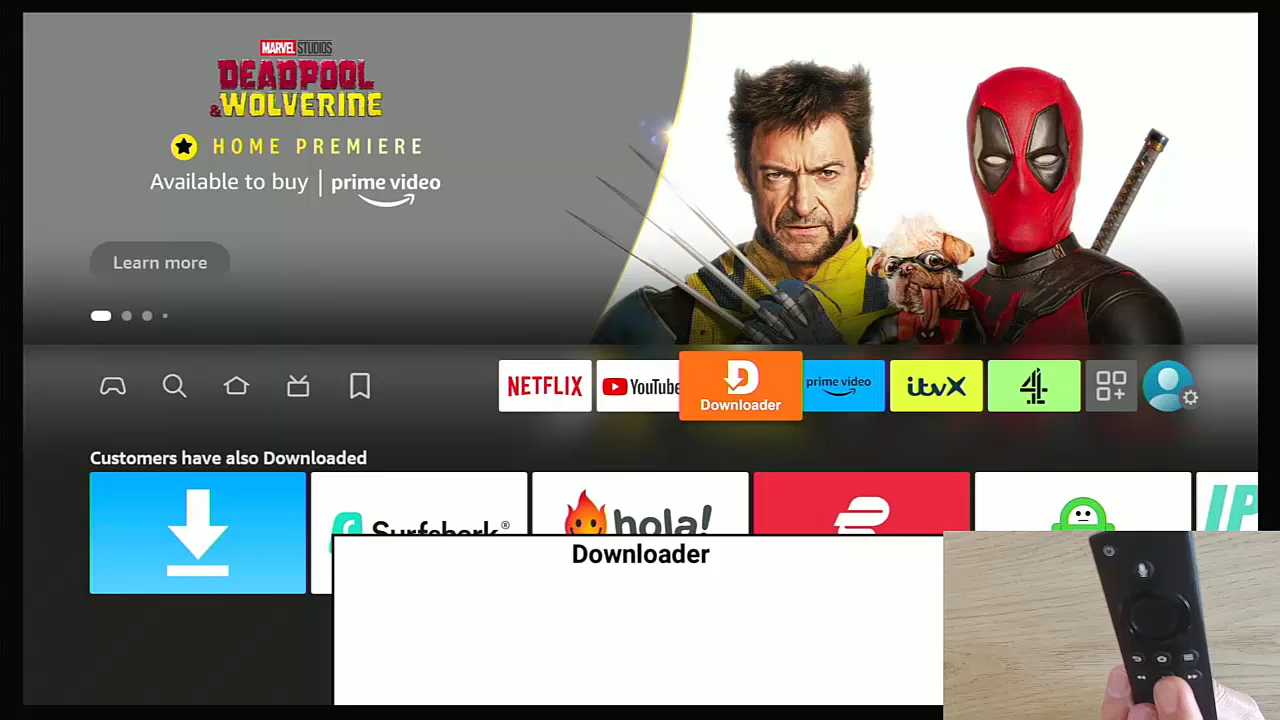 MARVEL STUDIOS
DEADPOOL
& WOLVERINE
HOME PREMIERE
Available to buy | prime video
Learn more
NETFLIX
YouTube
Downloader
prime video
itvX
4
Customers have also Downloaded
Surfshark®
hola!
IP
Downloader